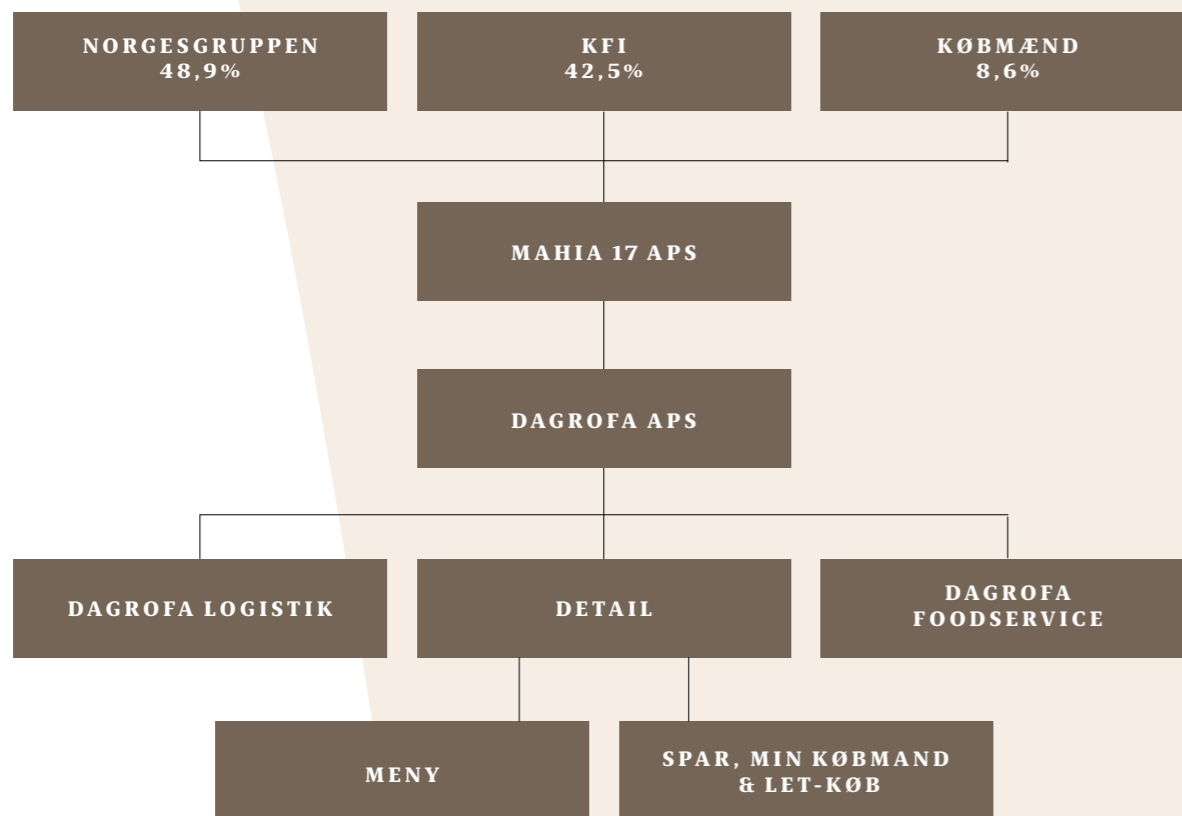 NORGESGRUPPEN
48,9%
KFI
42,5%
KØBMÆND
8,6%
MAHIA 17 APS
DAGROFA APS
DAGROFA LOGISTIK
DETAIL
DAGROFA
FOODSERVICE
MENY
SPAR, MIN KØBMAND
& LET-KØB